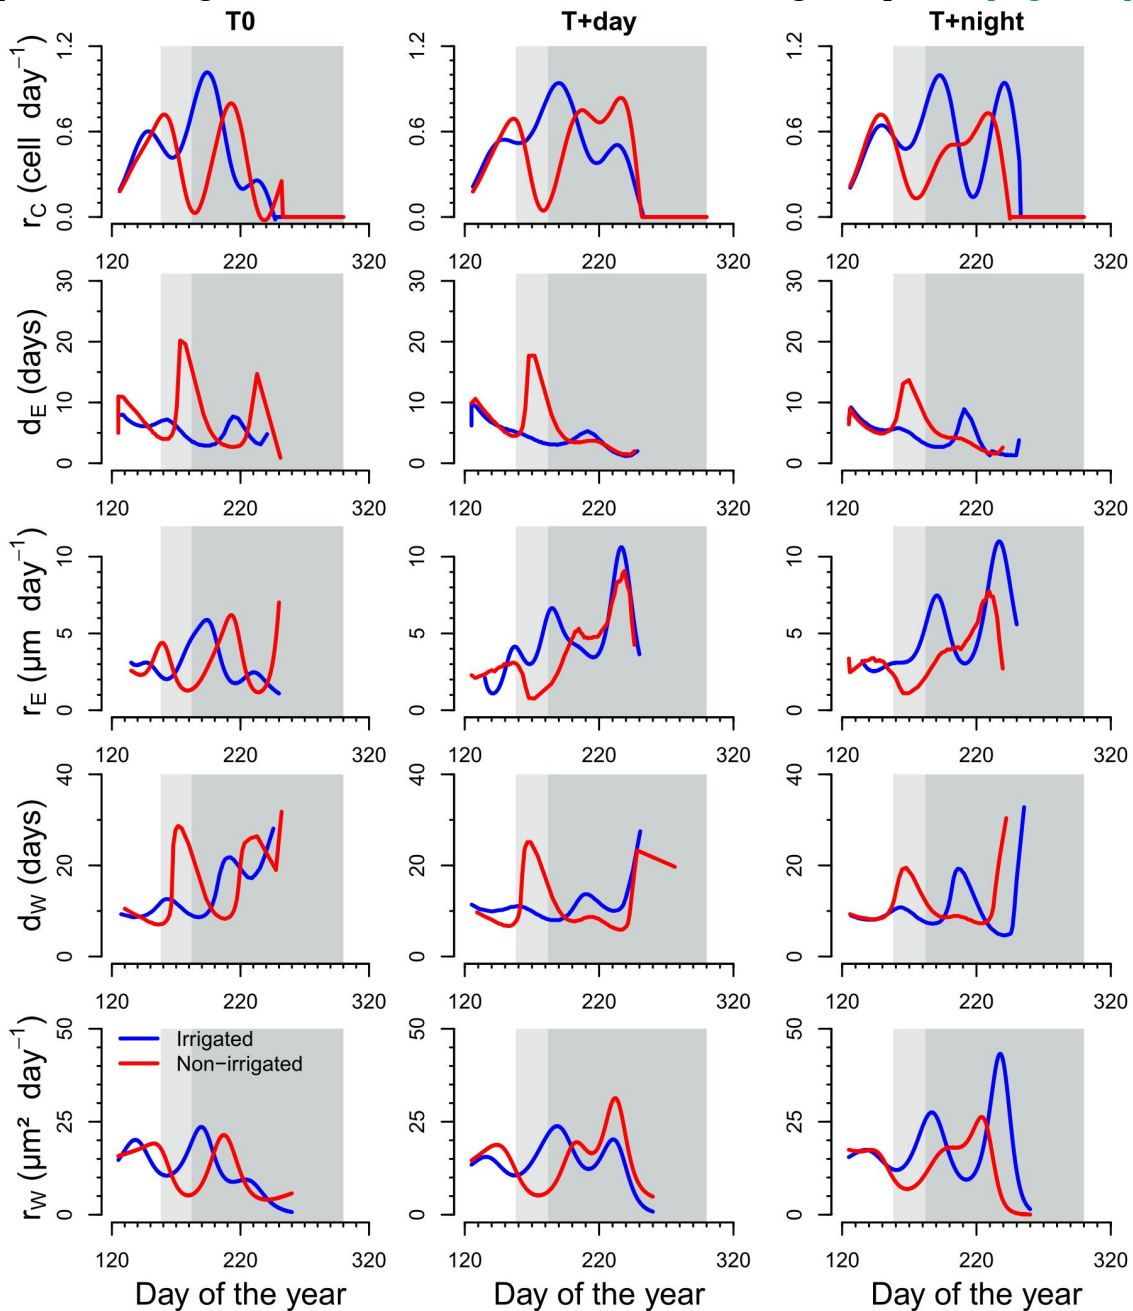 T0 T+day T+night
r_C (cell day⁻¹)
0.0 0.6 1.2
0.0 0.6 1.2
0.0 0.6 1.2
120 220 320 120 220 320 120 220 320
d_E (days)
0 10 20 30
0 10 20 30
0 10 20 30
120 220 320 120 220 320 120 220 320
r_E (µm day⁻¹)
0 5 10
0 5 10
0 5 10
120 220 320 120 220 320 120 220 320
d_W (days)
0 20 40
0 20 40
0 20 40
120 220 320 120 220 320 120 220 320
r_W (µm² day⁻¹)
0 25 50
0 25 50
0 25 50
Irrigated
Non−irrigated
120 220 320 120 220 320 120 220 320
Day of the year Day of the year Day of the year